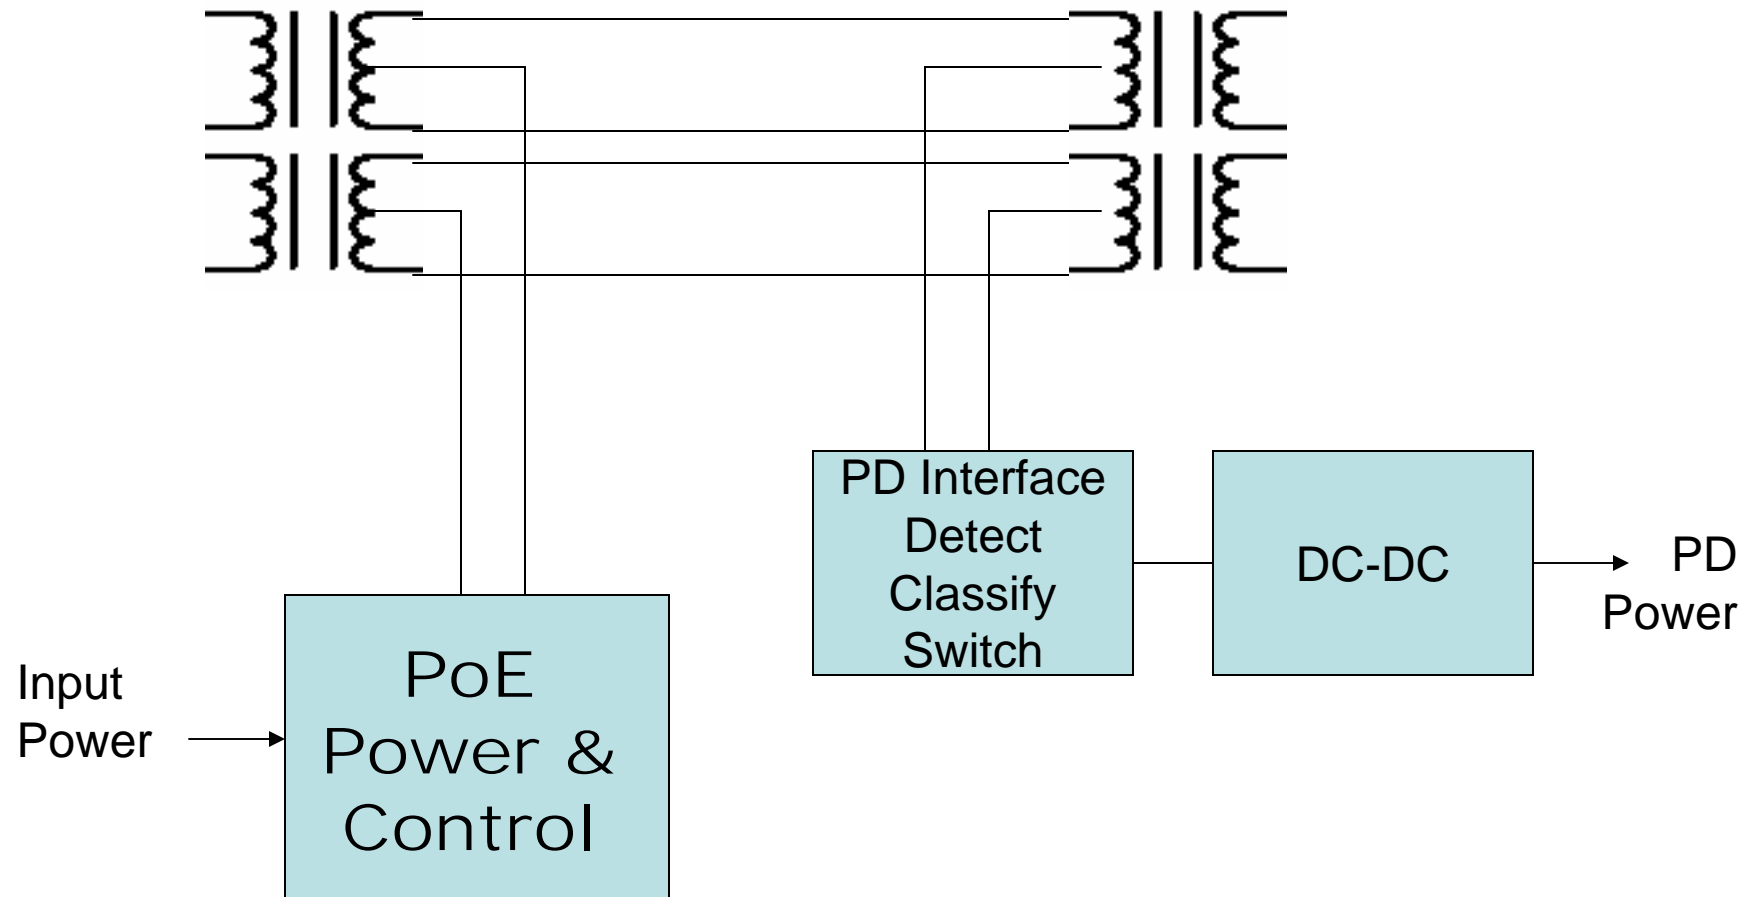 PD Interface
Detect
Classify
Switch
DC-DC
PD
Power
Input
Power
PoE
Power &
Control